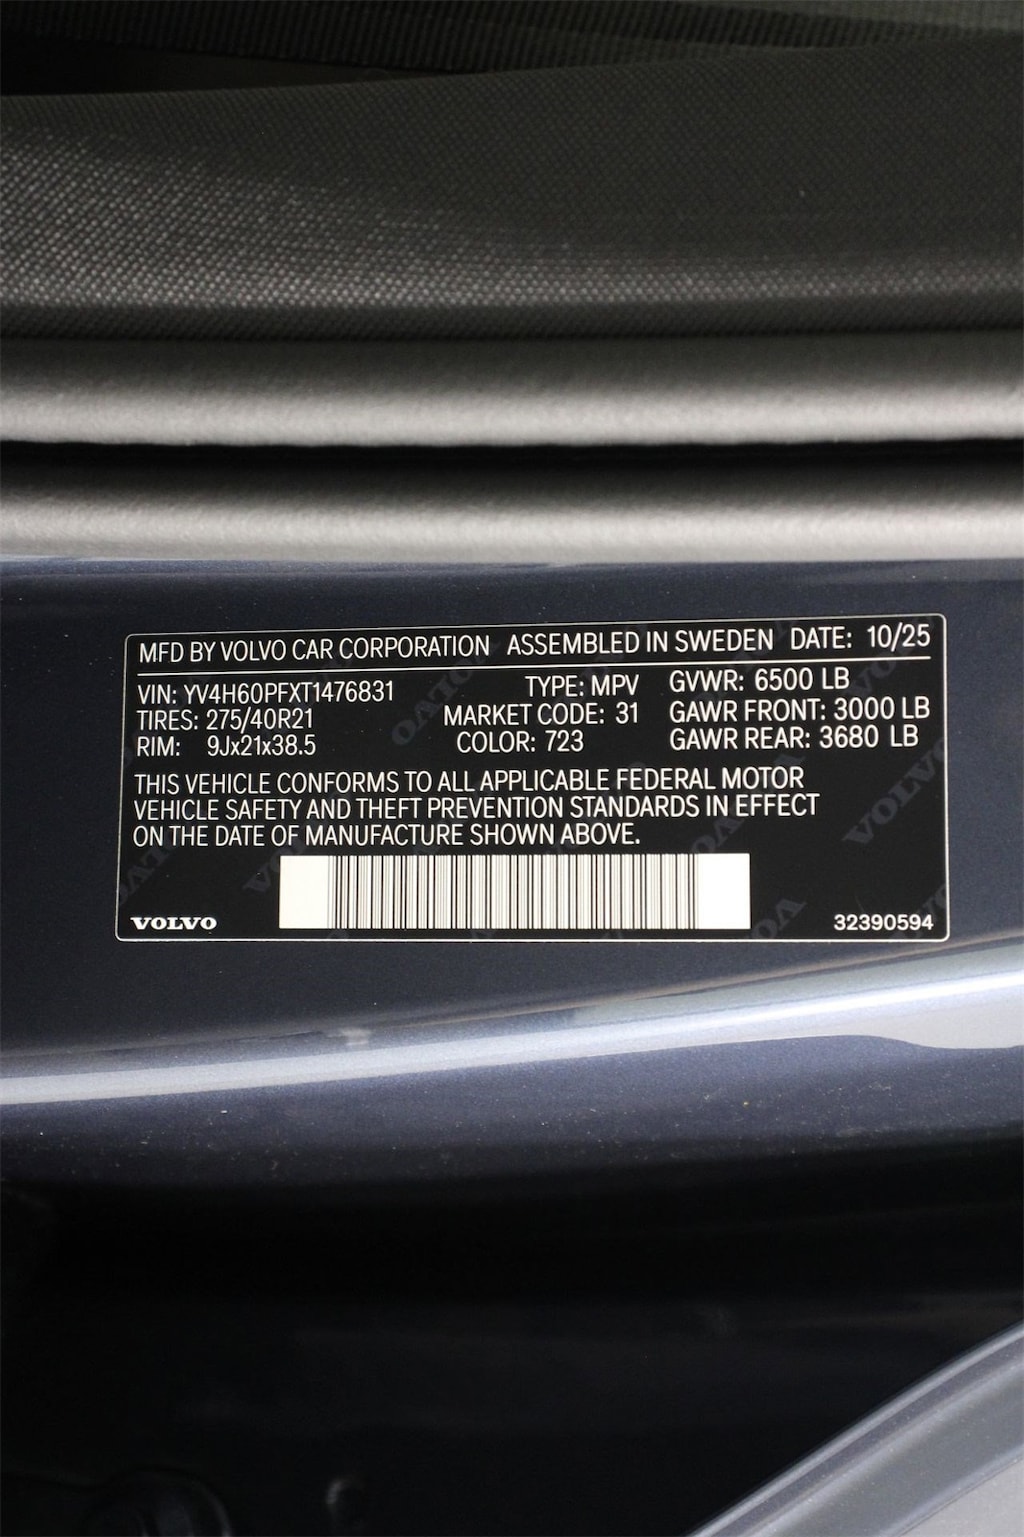 MFD BY VOLVO CAR CORPORATION ASSEMBLED IN SWEDEN DATE: 10/25
VIN: YV4H60PFXT1476831 TYPE: MPV GVWR: 6500 LB
TIRES: 275/40R21 MARKET CODE: 31 GAWR FRONT: 3000 LB
RIM: 9Jx21x38.5 COLOR: 723 GAWR REAR: 3680 LB
THIS VEHICLE CONFORMS TO ALL APPLICABLE FEDERAL MOTOR
VEHICLE SAFETY AND THEFT PREVENTION STANDARDS IN EFFECT
ON THE DATE OF MANUFACTURE SHOWN ABOVE.
VOLVO 32390594